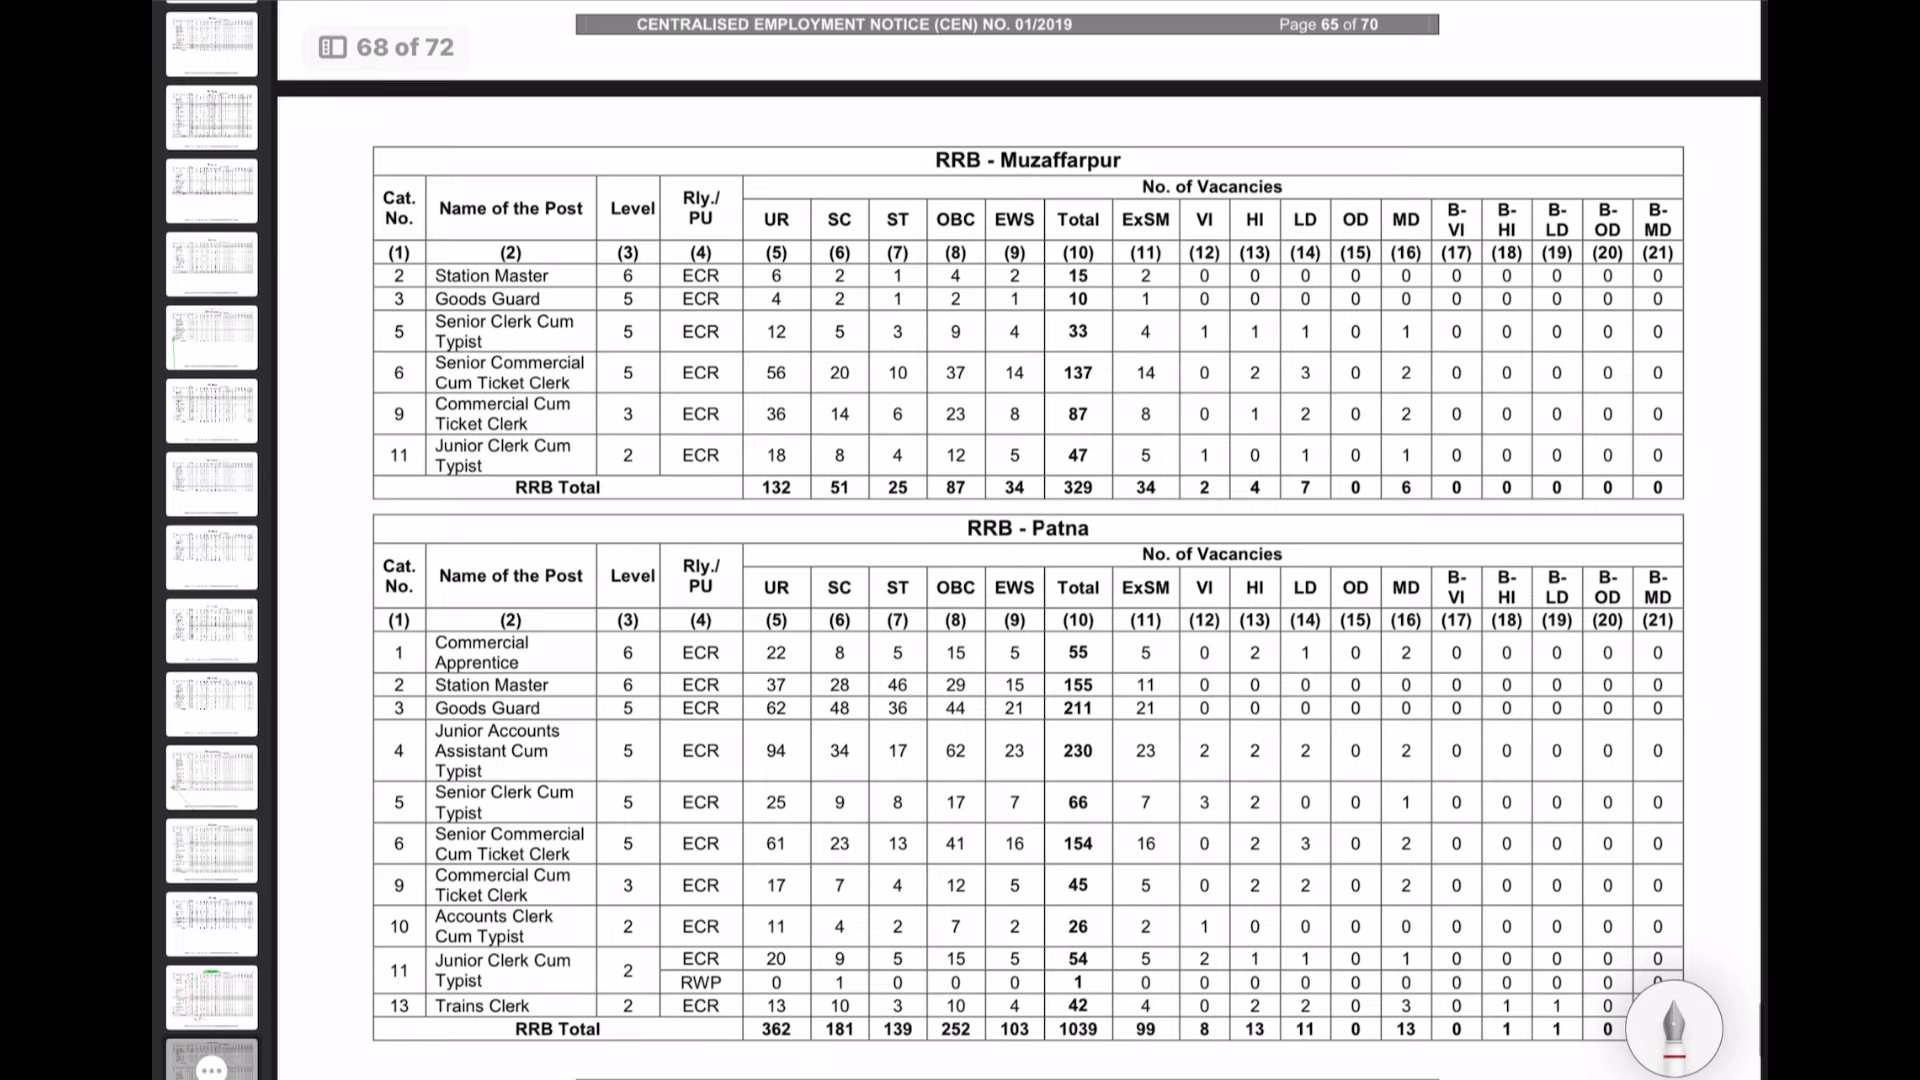 CENTRALISED EMPLOYMENT NOTICE (CEN) NO. 01/2019 Page 65 of 70
68 of 72
RRB - Muzaffarpur
Cat. No. Name of the Post Level Rly./ PU No. of Vacancies
UR SC ST OBC EWS Total ExSM VI HI LD OD MD B-VI B-HI B-LD B-OD B-MD
(1) (2) (3) (4) (5) (6) (7) (8) (9) (10) (11) (12) (13) (14) (15) (16) (17) (18) (19) (20) (21)
2 Station Master 6 ECR 6 2 1 4 2 15 2 0 0 0 0 0 0 0 0 0 0
3 Goods Guard 5 ECR 4 2 1 2 1 10 1 0 0 0 0 0 0 0 0 0 0
5 Senior Clerk Cum Typist 5 ECR 12 5 3 9 4 33 4 1 1 1 0 1 0 0 0 0 0
6 Senior Commercial Cum Ticket Clerk 5 ECR 56 20 10 37 14 137 14 0 2 3 0 2 0 0 0 0 0
9 Commercial Cum Ticket Clerk 3 ECR 36 14 6 23 8 87 8 0 1 2 0 2 0 0 0 0 0
11 Junior Clerk Cum Typist 2 ECR 18 8 4 12 5 47 5 1 0 1 0 1 0 0 0 0 0
RRB Total 132 51 25 87 34 329 34 2 4 7 0 6 0 0 0 0 0
RRB - Patna
Cat. No. Name of the Post Level Rly./ PU No. of Vacancies
UR SC ST OBC EWS Total ExSM VI HI LD OD MD B-VI B-HI B-LD B-OD B-MD
(1) (2) (3) (4) (5) (6) (7) (8) (9) (10) (11) (12) (13) (14) (15) (16) (17) (18) (19) (20) (21)
1 Commercial Apprentice 6 ECR 22 8 5 15 5 55 5 0 2 1 0 2 0 0 0 0 0
2 Station Master 6 ECR 37 28 46 29 15 155 11 0 0 0 0 0 0 0 0 0 0
3 Goods Guard 5 ECR 62 48 36 44 21 211 21 0 0 0 0 0 0 0 0 0 0
4 Junior Accounts Assistant Cum Typist 5 ECR 94 34 17 62 23 230 23 2 2 2 0 2 0 0 0 0 0
5 Senior Clerk Cum Typist 5 ECR 25 9 8 17 7 66 7 3 2 0 0 1 0 0 0 0 0
6 Senior Commercial Cum Ticket Clerk 5 ECR 61 23 13 41 16 154 16 0 2 3 0 2 0 0 0 0 0
9 Commercial Cum Ticket Clerk 3 ECR 17 7 4 12 5 45 5 0 2 2 0 2 0 0 0 0 0
10 Accounts Clerk Cum Typist 2 ECR 11 4 2 7 2 26 2 1 0 0 0 0 0 0 0 0 0
11 Junior Clerk Cum Typist 2 ECR 20 9 5 15 5 54 5 2 1 1 0 1 0 0 0 0 0
RWP 0 1 0 0 0 1 0 0 0 0 0 0 0 0 0 0
13 Trains Clerk 2 ECR 13 10 3 10 4 42 4 0 2 2 0 3 0 1 1 0
RRB Total 362 181 139 252 103 1039 99 8 13 11 0 13 0 1 1 0